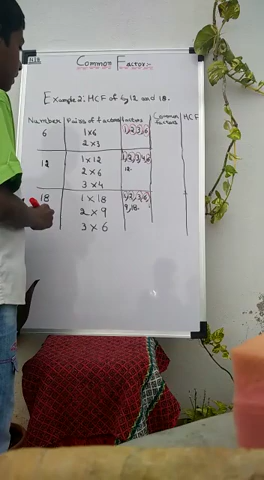 Common Factor:-
Example 2: HCF of 6, 12 and 18.
Number Pairs of factors factors Common factors HCF
6 1 x 6 1, 2, 3, 6
2 x 3
12 1 x 12 1, 2, 3, 4, 6
2 x 6 12.
3 x 4
18 1 x 18 1, 2, 3, 6,
2 x 9 9, 18.
3 x 6